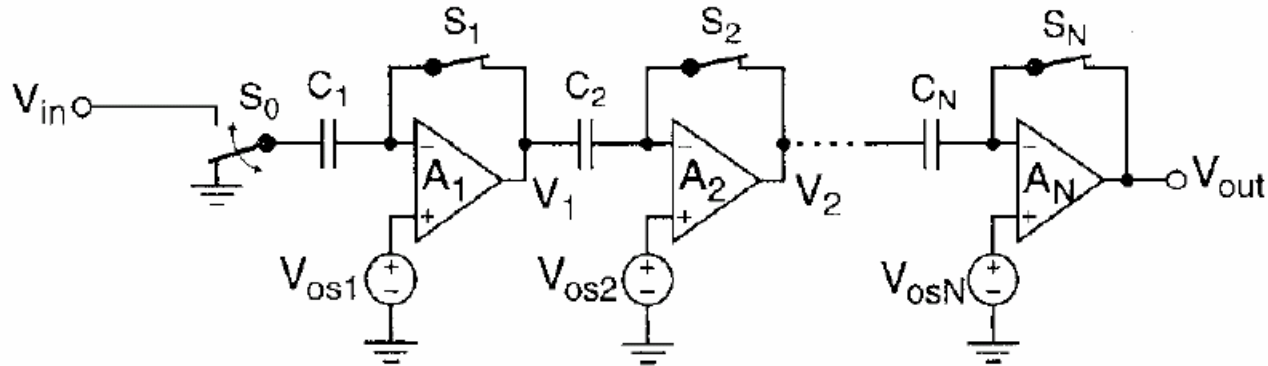 S1 S2 SN
Vin S0 C1 C2 CN
− − −
A1 A2 AN Vout
V1 V2
+ + +
Vos1 + − Vos2 + − VosN + −